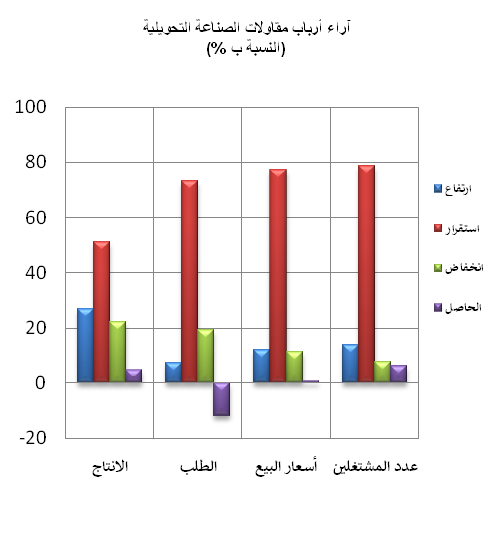 آراء أرباب مقاولات الصناعة التحويلية
(النسبة ب %)
100
80
60
40
20
0
-20
ارتفاع
استقرار
انخفاض
الحاصل
الانتاج
الطلب
أسعار البيع
عدد المشتغلين